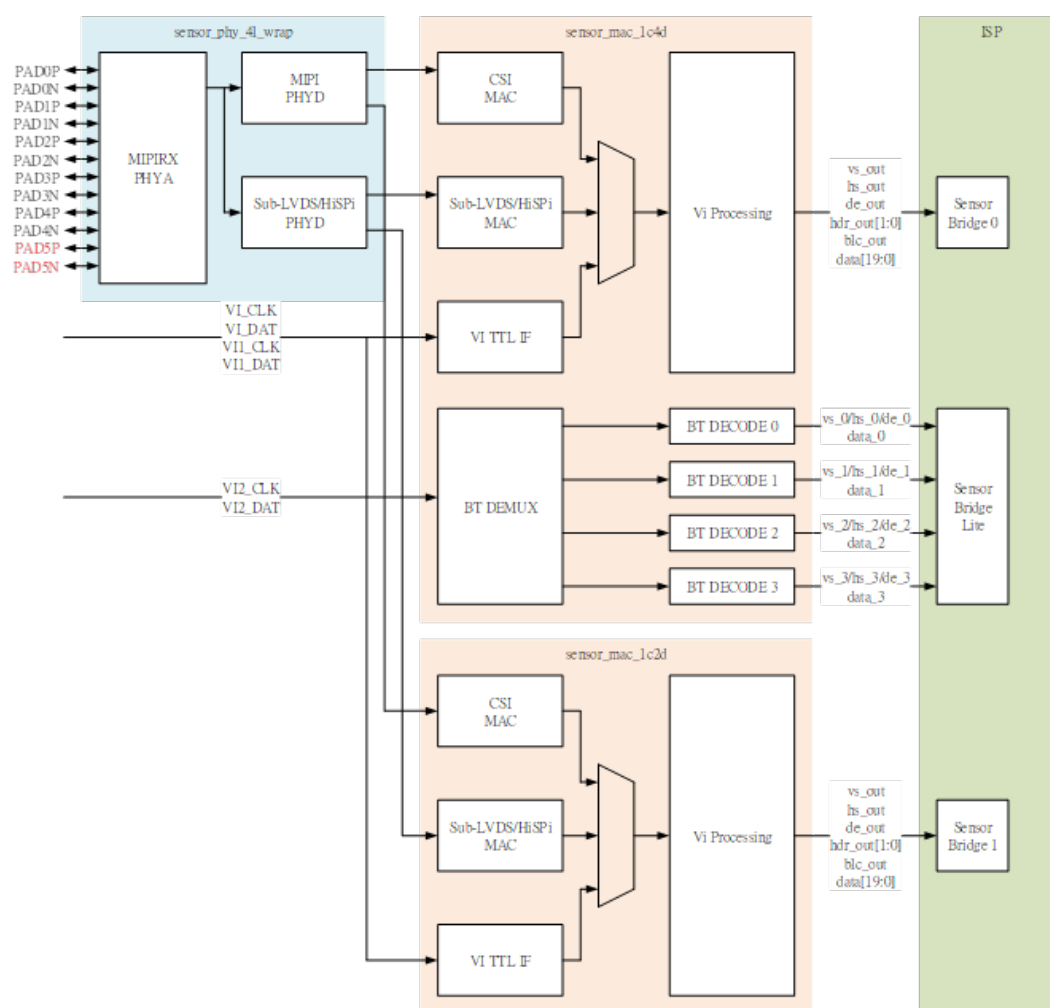 sensor_phy_4l_wrap
sensor_mac_1c4d
ISP
PAD0P
PAD0N
PAD1P
PAD1N
PAD2P
PAD2N
PAD3P
PAD3N
PAD4P
PAD4N
PAD5P
PAD5N
MIPIRX
PHYA
MIPI
PHYD
Sub-LVDS/HiSPi
PHYD
CSI
MAC
Sub-LVDS/HiSPi
MAC
VI TTL IF
Vi Processing
vs_out
hs_out
de_out
hdr_out[1:0]
blc_out
data[19:0]
Sensor
Bridge 0
VI_CLK
VI_DAT
VI1_CLK
VI1_DAT
VI2_CLK
VI2_DAT
BT DEMUX
BT DECODE 0
BT DECODE 1
BT DECODE 2
BT DECODE 3
vs_0/hs_0/de_0
data_0
vs_1/hs_1/de_1
data_1
vs_2/hs_2/de_2
data_2
vs_3/hs_3/de_3
data_3
Sensor
Bridge
Lite
sensor_mac_1c2d
CSI
MAC
Sub-LVDS/HiSPi
MAC
VI TTL IF
Vi Processing
vs_out
hs_out
de_out
hdr_out[1:0]
blc_out
data[19:0]
Sensor
Bridge 1